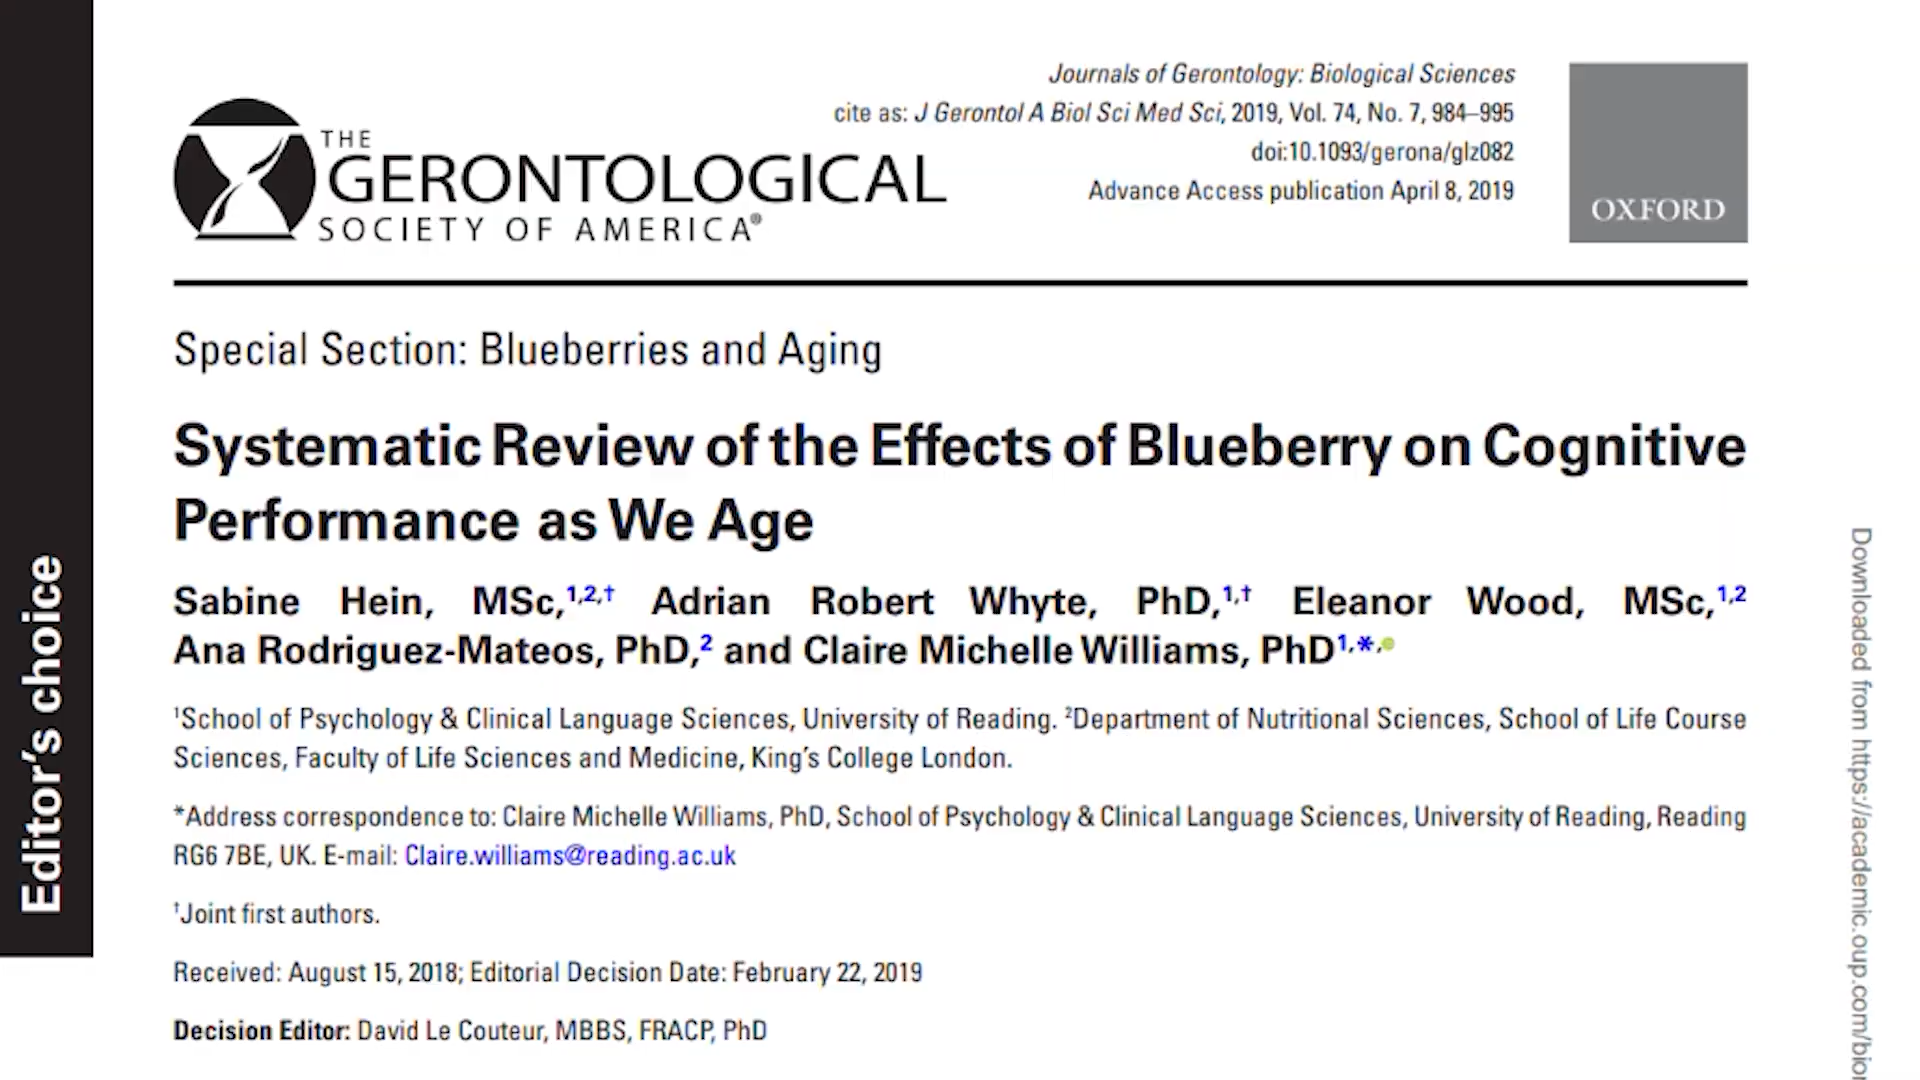 Journals of Gerontology: Biological Sciences
cite as: J Gerontol A Biol Sci Med Sci, 2019, Vol. 74, No. 7, 984–995
doi:10.1093/gerona/glz082
Advance Access publication April 8, 2019
THE
GERONTOLOGICAL
SOCIETY OF AMERICA®
OXFORD
Special Section: Blueberries and Aging
Systematic Review of the Effects of Blueberry on Cognitive
Performance as We Age
Sabine Hein, MSc,1,2,† Adrian Robert Whyte, PhD,1,† Eleanor Wood, MSc,1,2
Ana Rodriguez-Mateos, PhD,2 and Claire Michelle Williams, PhD1,*,
1School of Psychology & Clinical Language Sciences, University of Reading. 2Department of Nutritional Sciences, School of Life Course
Sciences, Faculty of Life Sciences and Medicine, King's College London.
*Address correspondence to: Claire Michelle Williams, PhD, School of Psychology & Clinical Language Sciences, University of Reading, Reading
RG6 7BE, UK. E-mail: Claire.williams@reading.ac.uk
†Joint first authors.
Received: August 15, 2018; Editorial Decision Date: February 22, 2019
Decision Editor: David Le Couteur, MBBS, FRACP, PhD
Editor's choice
Downloaded from https://academic.oup.com/bio